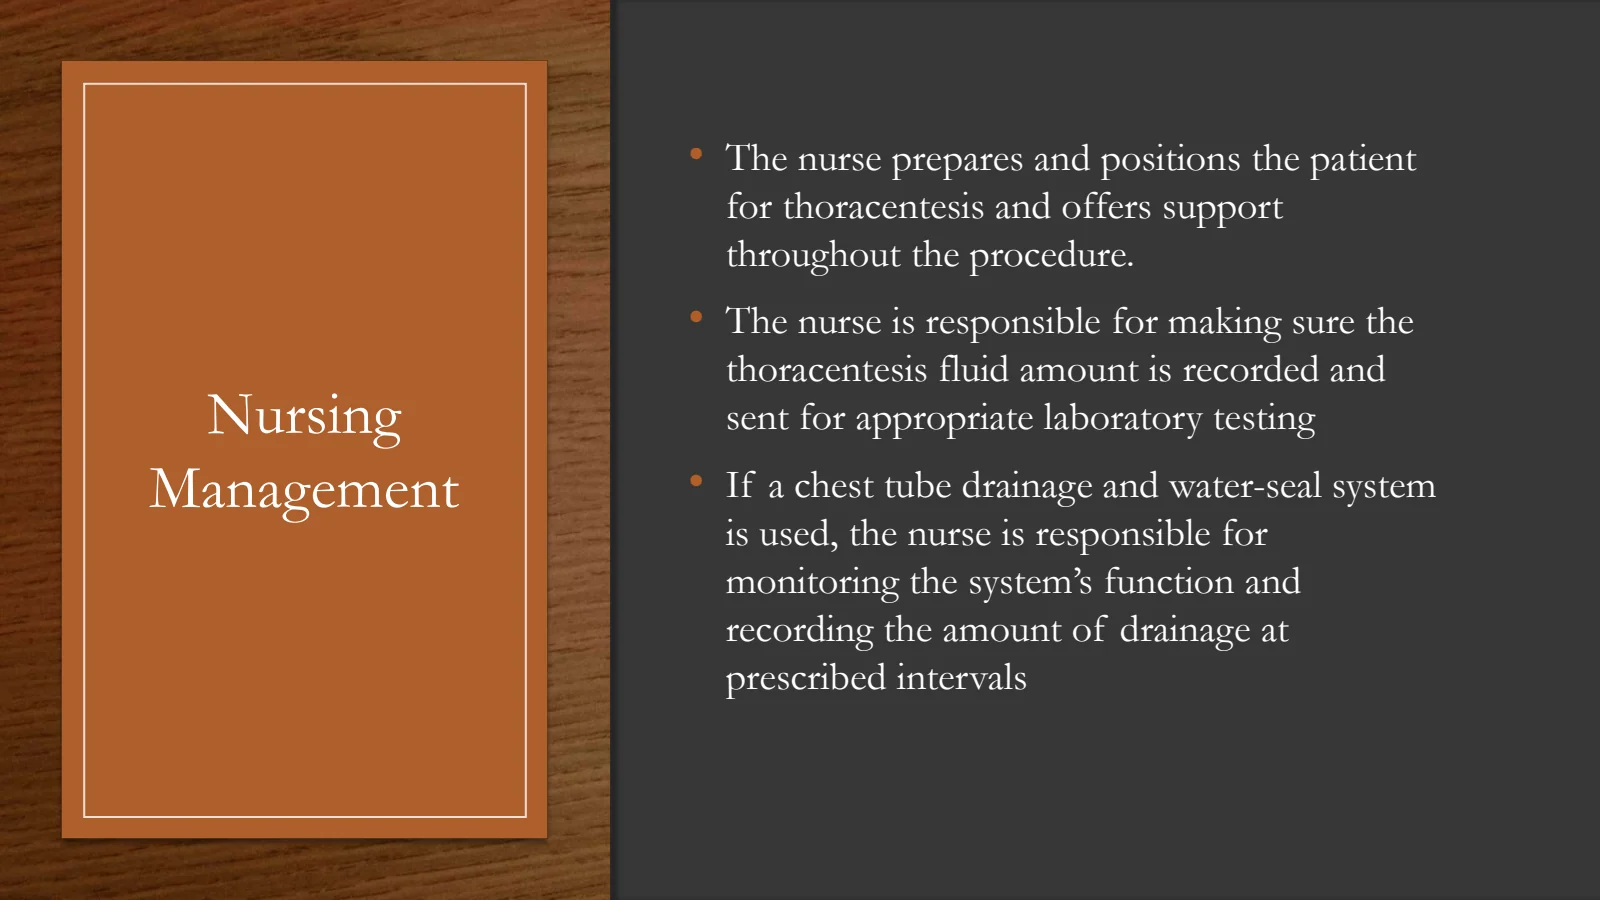 Nursing
Management
• The nurse prepares and positions the patient
for thoracentesis and offers support
throughout the procedure.
• The nurse is responsible for making sure the
thoracentesis fluid amount is recorded and
sent for appropriate laboratory testing
• If a chest tube drainage and water-seal system
is used, the nurse is responsible for
monitoring the system’s function and
recording the amount of drainage at
prescribed intervals